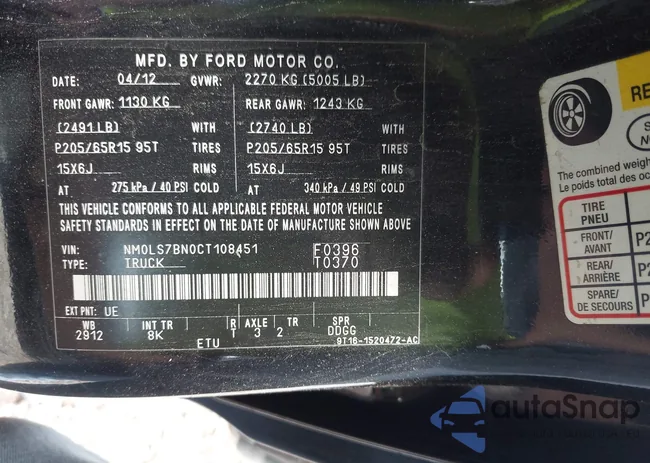 MFD. BY FORD MOTOR CO.
DATE: 04/12 GVWR: 2270 KG (5005 LB)
FRONT GAWR: 1130 KG REAR GAWR: 1243 KG
(2491 LB) WITH (2740 LB) WITH
P205/65R15 95T TIRES P205/65R15 95T TIRES
15X6J RIMS 15X6J RIMS
AT 275 kPa / 40 PSI COLD AT 340 kPa / 49 PSI COLD
THIS VEHICLE CONFORMS TO ALL APPLICABLE FEDERAL MOTOR VEHICLE
SAFETY STANDARDS IN EFFECT ON DATE OF MANUFACTURE SHOWN ABOVE
VIN: NM0LS7BN0CT108451 F0396
TYPE: TRUCK T0370
EXT PNT: UE
WB INT TR R AXLE TR SPR
2912 8K T 3 2 DDGG
ETU 9T16-1520472-AC
RE
S
NO
The combined weigh
Le poids total des oc
TIRE
PNEU
FRONT/
AVANT P2
REAR/
ARRIÈRE P2
SPARE/
DE SECOURS P
autoSnap